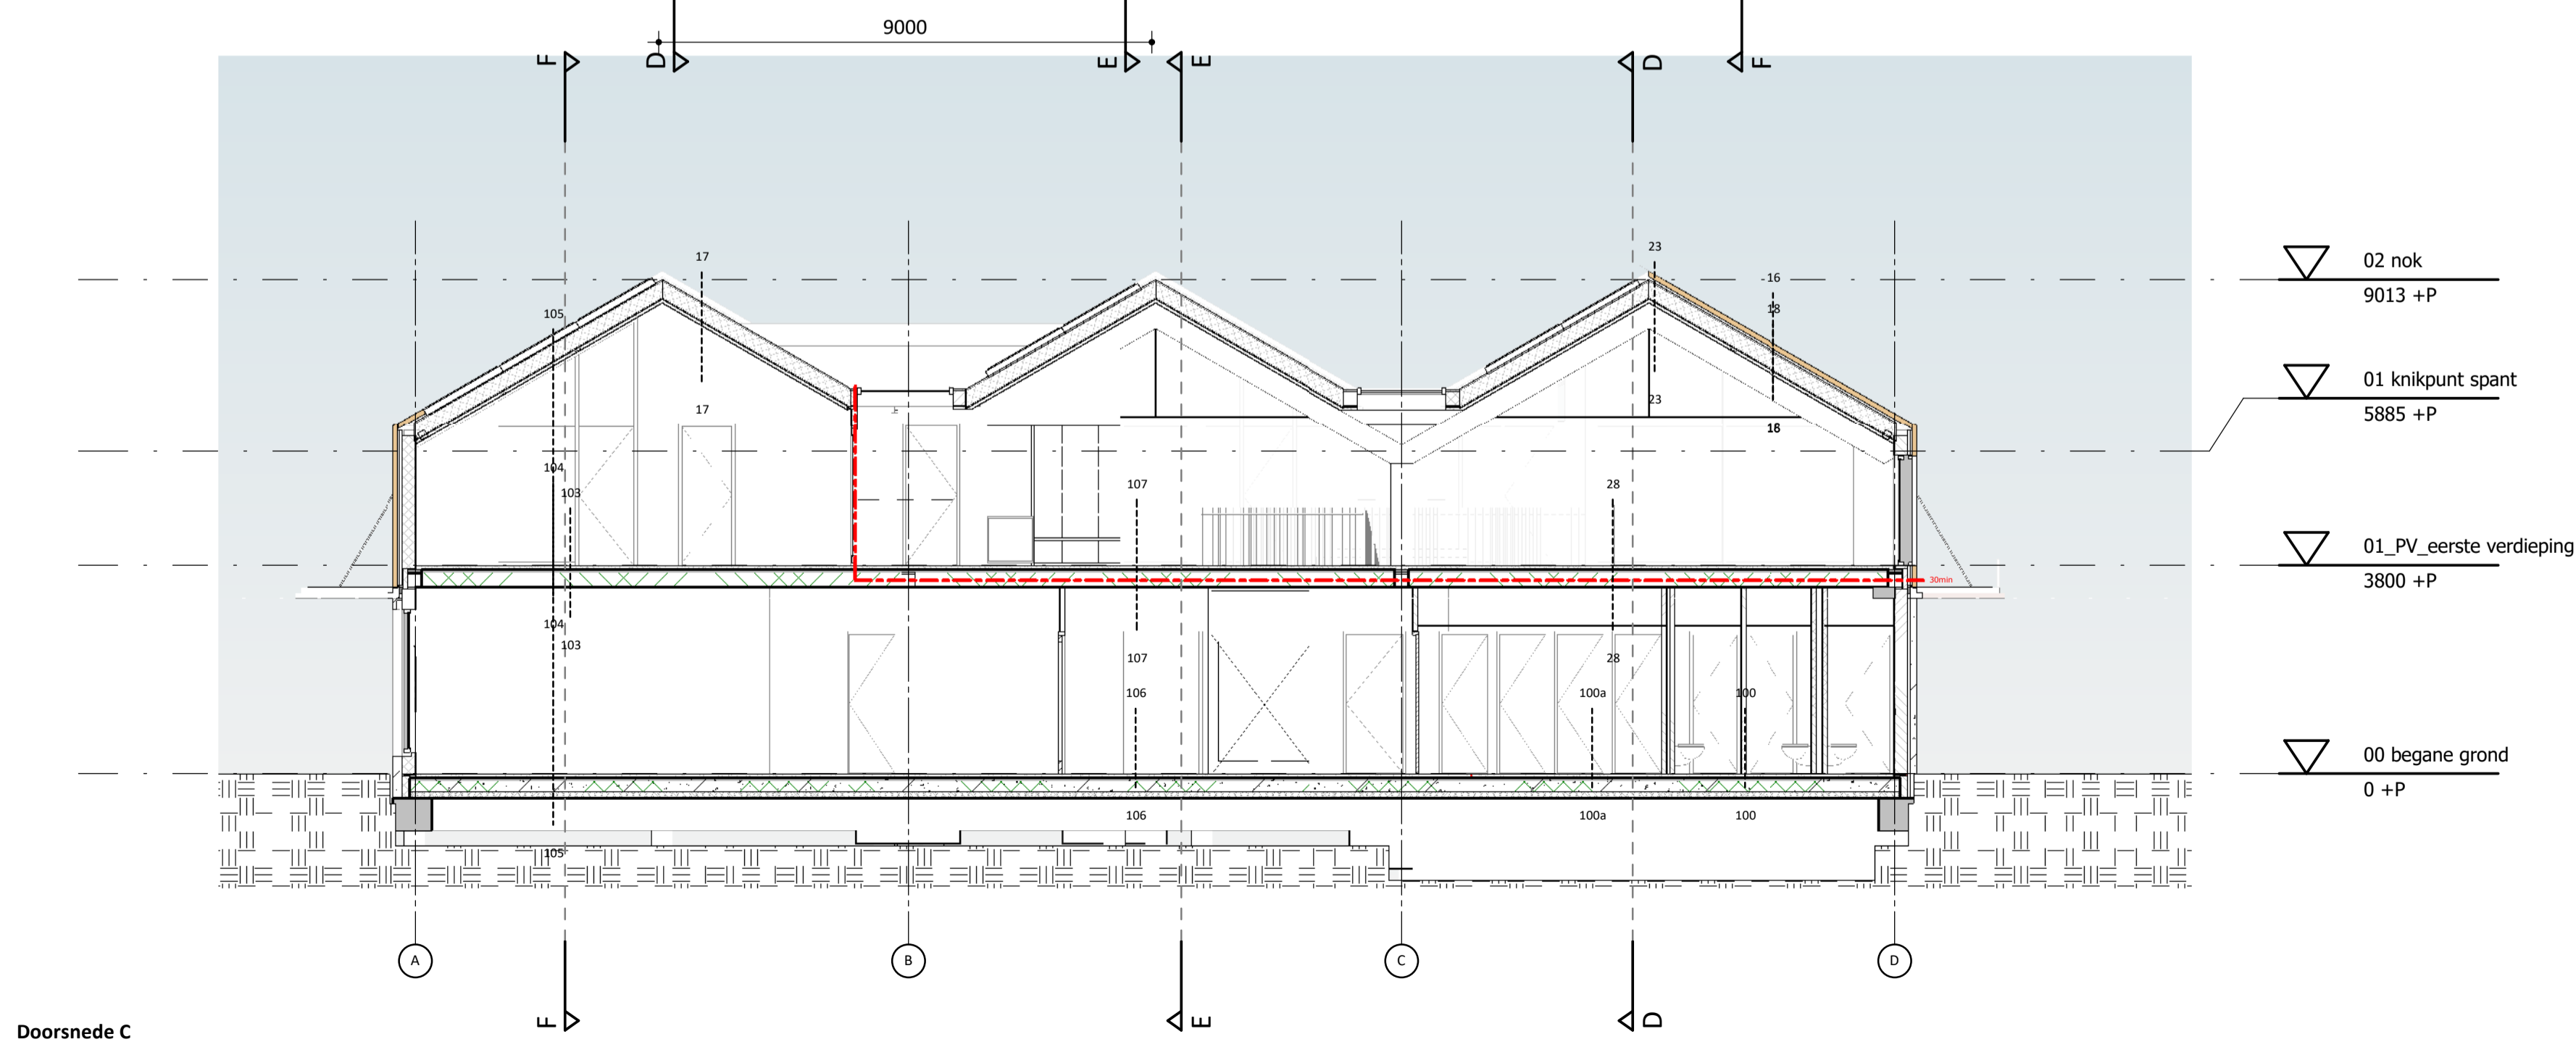 9000
F
D
E
E
D
F
23
17
16
02 nok
9013 +P
18
105
01 knikpunt spant
5885 +P
17
23
18
104
103
107
28
01_PV_eerste verdieping
3800 +P
30min
104
103
107
28
106
100a
100
00 begane grond
0 +P
106
100a
100
105
A
B
C
D
F
E
D
Doorsnede C